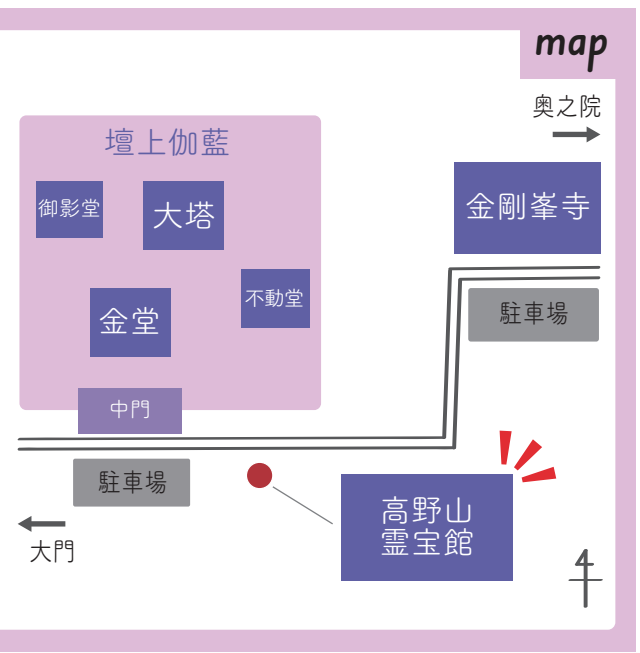 map
奥之院
壇上伽藍
御影堂
大塔
金剛峯寺
不動堂
金堂
駐車場
中門
駐車場
高野山
霊宝館
大門